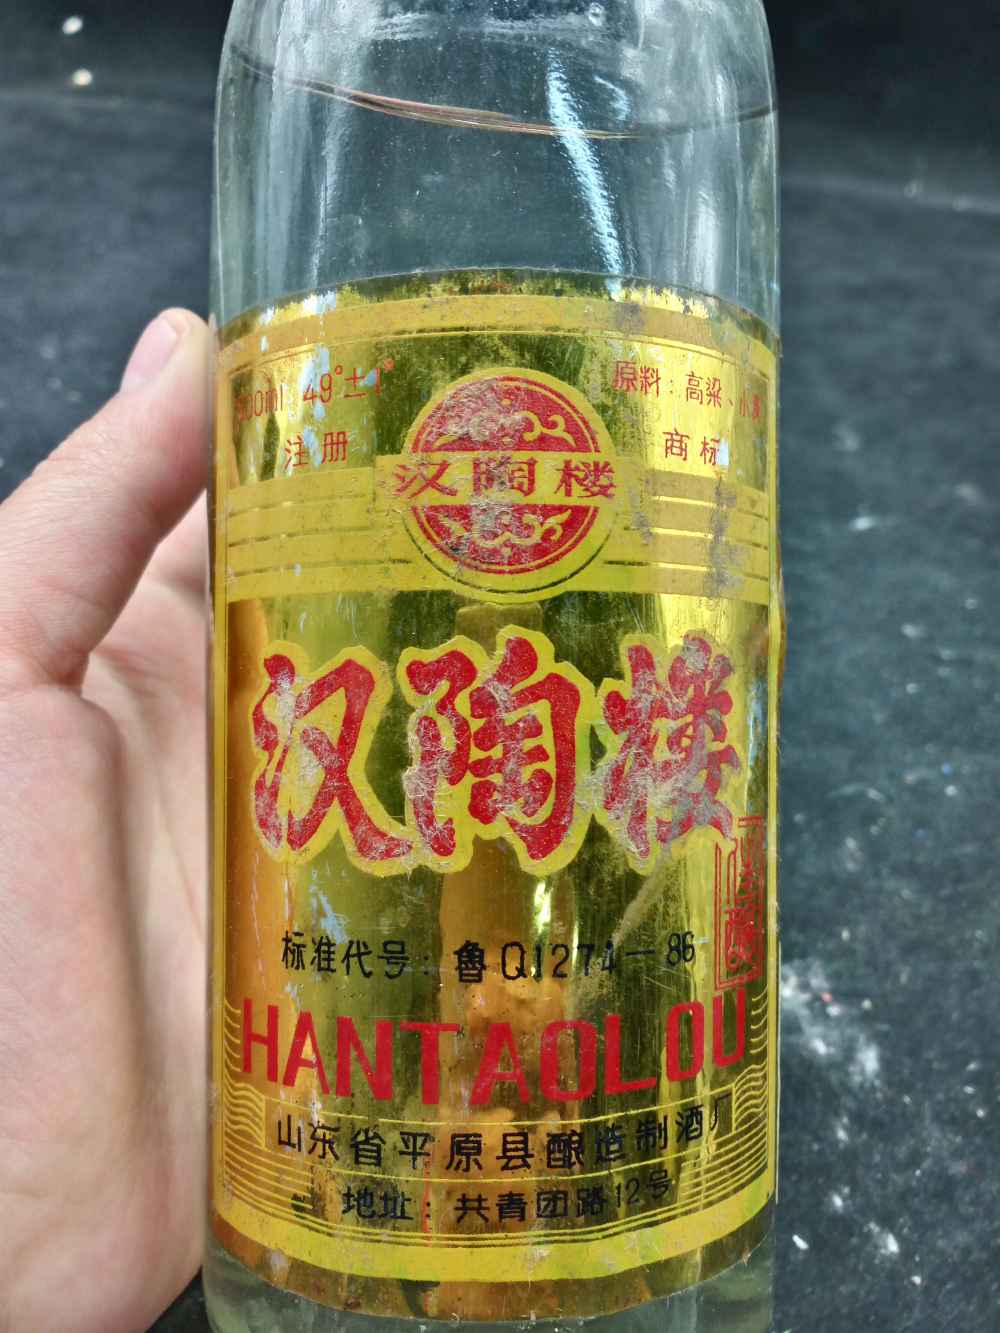 500ml 49°±1°
原料：高粱、小麦
注册
商标
汉陶楼
汉陶楼
标准代号：鲁Q1274—86
HANTAOLOU
山东省平原县酿造制酒厂
地址：共青团路12号